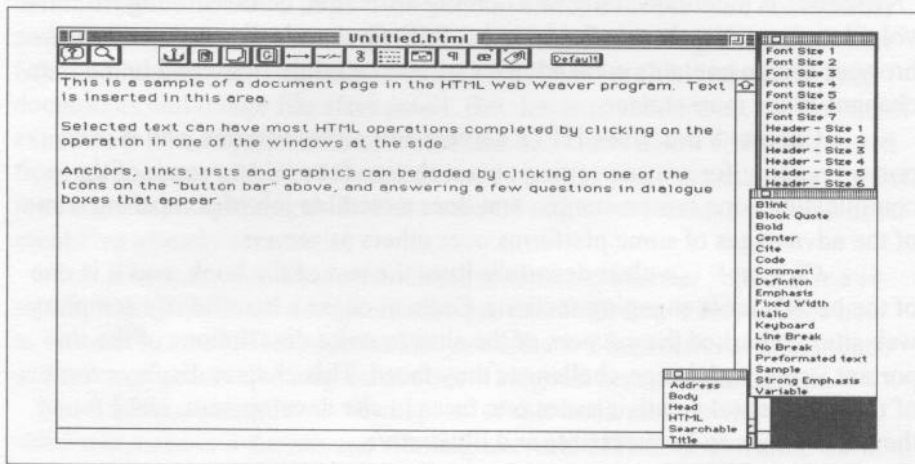 Untitled.html
Default
This is sample of a document page in the HTML Web Weaver program. Text
is inserted in this area.
Selected text can have most HTML operations completed by clicking on the
operation in one of the windows at the side.
Anchors, links, lists and graphics can be added by clicking on one of the
icons on the "button bar" above, and answering a few questions in dialogue
boxes that appear.
Font Size 1
Font Size 2
Font Size 3
Font Size 4
Font Size 5
Font Size 6
Font Size 7
Header - Size 1
Header - Size 2
Header - Size 3
Header - Size 4
Header - Size 5
Header - Size 6
Blink
Block Quote
Bold
Center
Cite
Code
Comment
Definiton
Emphasis
Fixed Width
Italic
Keyboard
Line Break
No Break
Preformated text
Sample
Strong Emphasis
Variable
Address
Body
Head
HTML
Searchable
Title